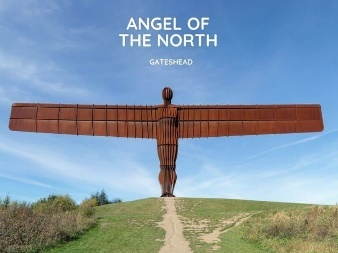 ANGEL OF
THE NORTH
GATESHEAD